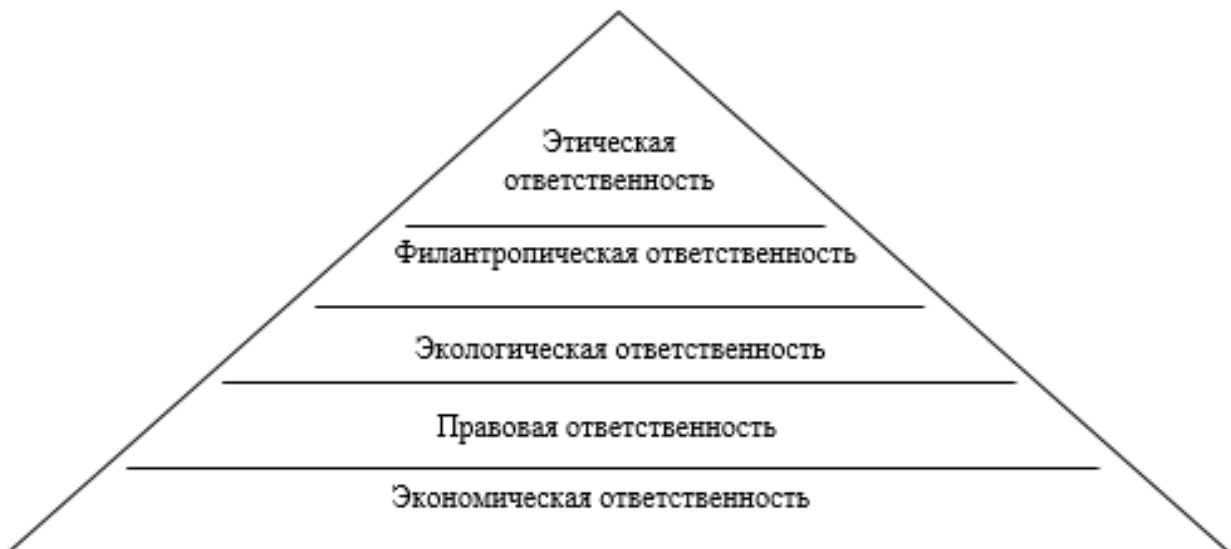 Этическая
ответственность
Филантропическая ответственность
Экологическая ответственность
Правовая ответственность
Экономическая ответственность